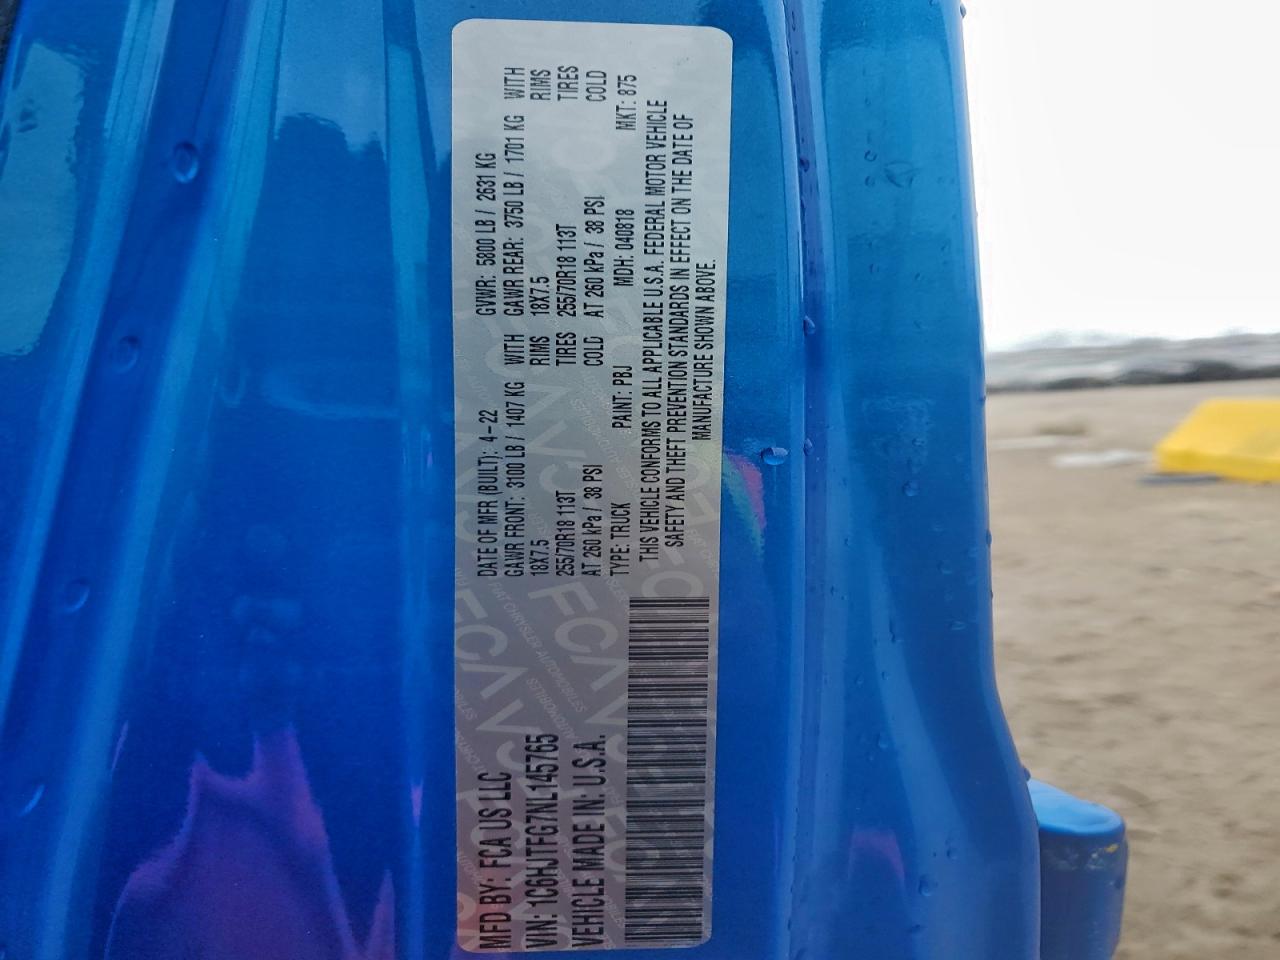 MFD BY: FCA US LLC
DATE OF MFR (BUILT): 4-22 GVWR: 5800 LB / 2631 KG
GAWR FRONT: 3100 LB / 1407 KG WITH GAWR REAR: 3750 LB / 1701 KG WITH
18X7.5 RIMS 18X7.5 RIMS
255/70R18 113T TIRES 255/70R18 113T TIRES
AT 260 kPa / 38 PSI COLD AT 260 kPa / 38 PSI COLD
VIN: 1C6HJTFG7NL145765
VEHICLE MADE IN: U.S.A.
TYPE: TRUCK PAINT: PBJ MDH: 040818 MKT: 875
THIS VEHICLE CONFORMS TO ALL APPLICABLE U.S.A. FEDERAL MOTOR VEHICLE
SAFETY AND THEFT PREVENTION STANDARDS IN EFFECT ON THE DATE OF
MANUFACTURE SHOWN ABOVE.
FCA
FIAT CHRYSLER AUTOMOBILES